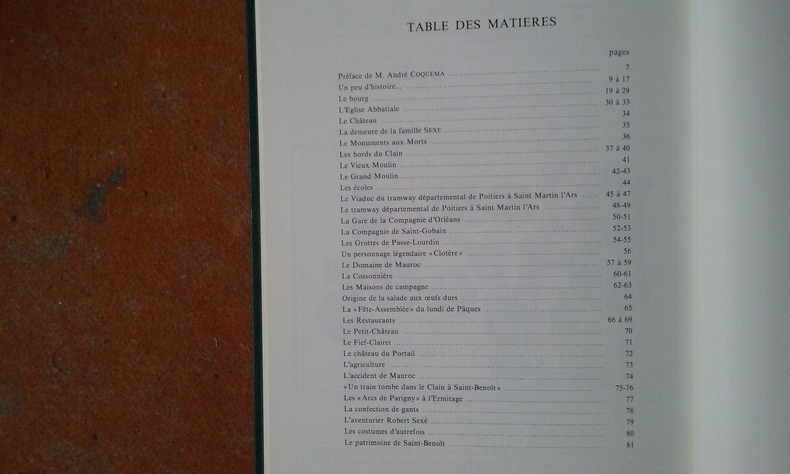 TABLE DES MATIERES
pages
Préface de M. André COQUEMA 7
Un peu d'histoire... 9 à 17
Le bourg 19 à 29
L'Eglise Abbatiale 30 à 33
Le Château 34
La demeure de la famille SEXE 35
Le Monuments aux Morts 36
Les bords du Clain 37 à 40
Le Vieux Moulin 41
Le Grand Moulin 42-43
Les écoles 44
Le Viaduc du tramway départemental de Poitiers à Saint Martin l'Ars 45 à 47
Le tramway départemental de Poitiers à Saint Martin l'Ars 48-49
La Gare de la Compagnie d'Orléans 50-51
La Compagnie de Saint-Gobain 52-53
Les Grottes de Passe-Lourdin 54-55
Un personnage légendaire « Clotère » 56
Le Domaine de Mauroc 57 à 59
La Cossonnière 60-61
Les Maisons de campagne 62-63
Origine de la salade aux œufs durs 64
La « Fête-Assemblée » du lundi de Pâques 65
Les Restaurants 66 à 69
Le Petit-Château 70
Le Fief-Clairet 71
Le château du Portail 72
L'agriculture 73
L'accident de Mauroc 74
« Un train tombe dans le Clain à Saint-Benoît » 75-76
Les « Arcs de Parigny » à l'Ermitage 77
La confection de gants 78
L'aventurier Robert Sexé 79
Les costumes d'autrefois 80
Le patrimoine de Saint-Benoît 81